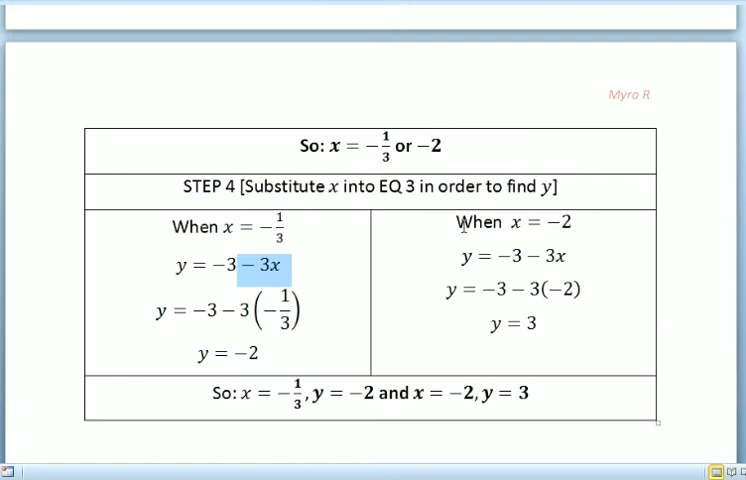 Myra R
So: x = −1/3 or −2
STEP 4 [Substitute x into EQ 3 in order to find y]
When x = −1/3
y = −3 − 3x
y = −3 − 3(−1/3)
y = −2
When x = −2
y = −3 − 3x
y = −3 − 3(−2)
y = 3
So: x = −1/3, y = −2 and x = −2, y = 3